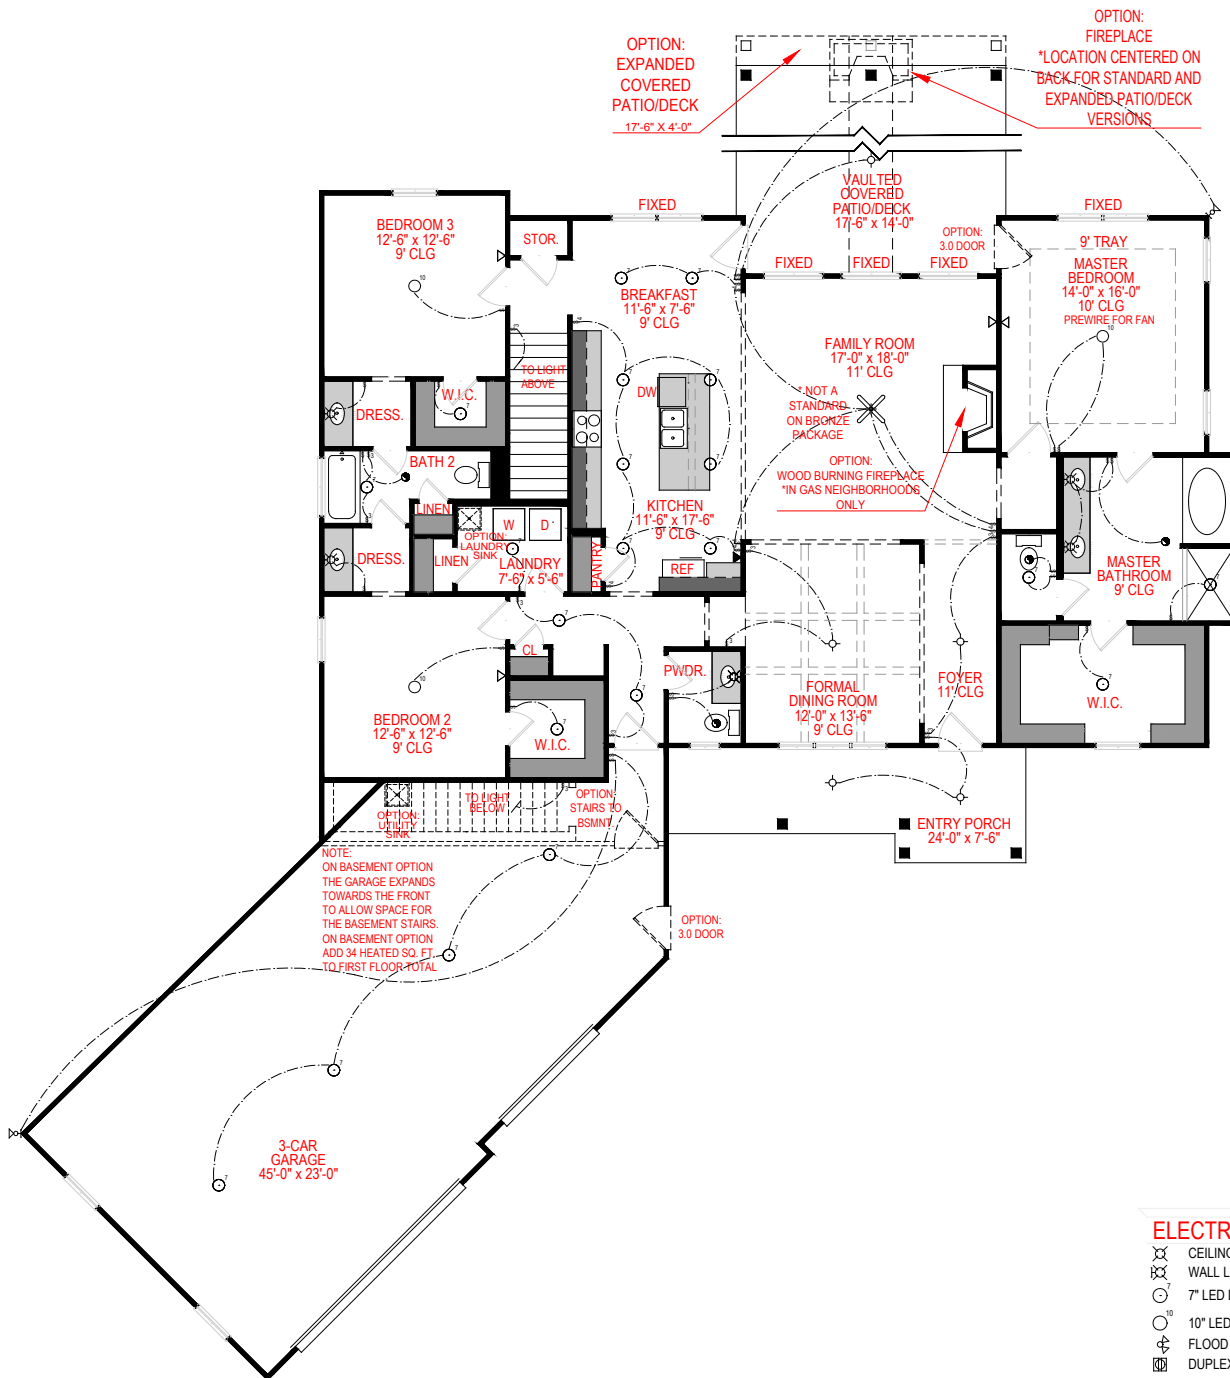 OPTION:
EXPANDED
COVERED
PATIO/DECK
17'-6" X 4'-0"
OPTION:
FIREPLACE
*LOCATION CENTERED ON
BACK FOR STANDARD AND
EXPANDED PATIO/DECK
VERSIONS
VAULTED
COVERED
PATIO/DECK
17'-6" x 14'-0"
OPTION:
3.0 DOOR
FIXED
FIXED
FIXED
FIXED
FIXED
BEDROOM 3
12'-6" x 12'-6"
9' CLG
STOR.
BREAKFAST
11'-6" x 7'-6"
9' CLG
9' TRAY
MASTER
BEDROOM
14'-0" x 16'-0"
10' CLG
PREWIRE FOR FAN
FAMILY ROOM
17'-0" x 18'-0"
11' CLG
TO LIGHT
ABOVE
DW
* NOT A
STANDARD
ON BRONZE
PACKAGE
W.I.C.
DRESS.
BATH 2
OPTION:
WOOD BURNING FIREPLACE
*IN GAS NEIGHBORHOODS
ONLY
LINEN
KITCHEN
11'-6" x 17'-6"
9' CLG
W
D
OPTION:
LAUNDRY
SINK
LINEN
LAUNDRY
7'-6" x 5'-6"
PANTRY
REF
DRESS.
MASTER
BATHROOM
9' CLG
CL
PWDR.
FORMAL
DINING ROOM
12'-0" x 13'-6"
9' CLG
FOYER
11' CLG
W.I.C.
BEDROOM 2
12'-6" x 12'-6"
9' CLG
W.I.C.
TO LIGHT
BELOW
OPTION:
STAIRS TO
BSMNT
OPTION:
UTILITY
SINK
ENTRY PORCH
24'-0" x 7'-6"
NOTE:
ON BASEMENT OPTION
THE GARAGE EXPANDS
TOWARDS THE FRONT
TO ALLOW SPACE FOR
THE BASEMENT STAIRS.
ON BASEMENT OPTION
ADD 34 HEATED SQ. FT.
TO FIRST FLOOR TOTAL
OPTION:
3.0 DOOR
3-CAR
GARAGE
45'-0" x 23'-0"
ELECTR
CEILING
WALL L
7 7" LED
10 10" LED
FLOOD
DUPLEX